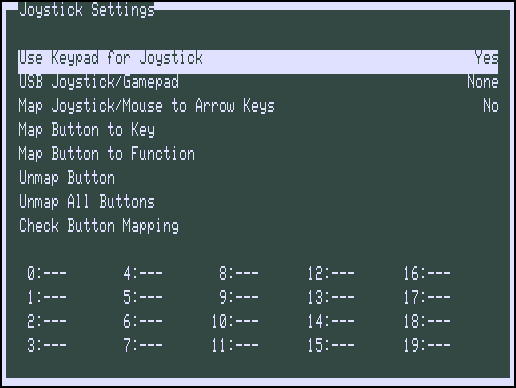 Joystick Settings
Use Keypad for Joystick Yes
USB Joystick/Gamepad None
Map Joystick/Mouse to Arrow Keys No
Map Button to Key
Map Button to Function
Unmap Button
Unmap All Buttons
Check Button Mapping
0:--- 4:--- 8:--- 12:--- 16:---
1:--- 5:--- 9:--- 13:--- 17:---
2:--- 6:--- 10:--- 14:--- 18:---
3:--- 7:--- 11:--- 15:--- 19:---